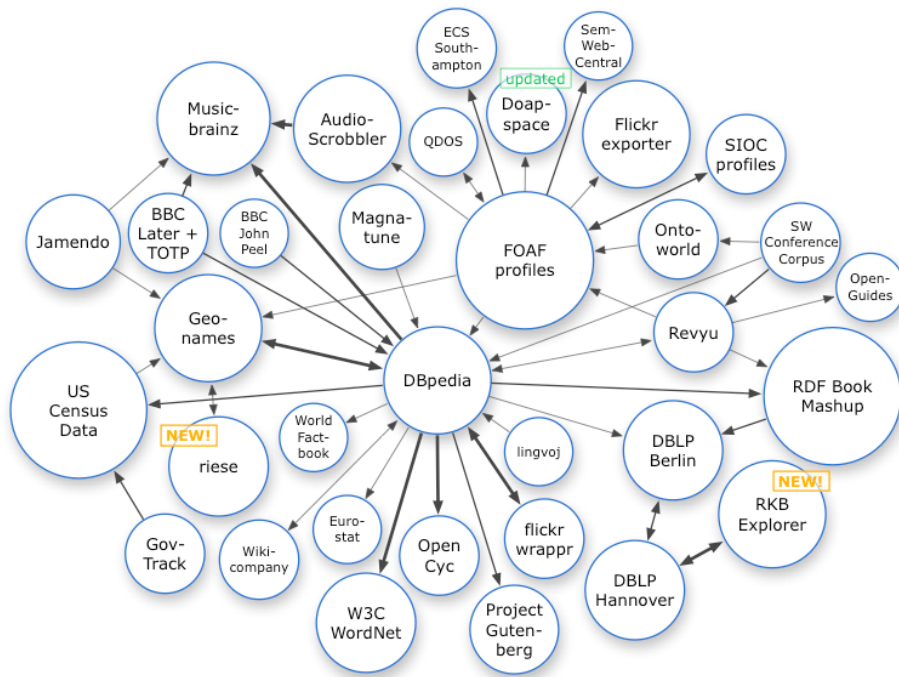 ECS
South-
ampton
Sem-
Web-
Central
updated
Doap-
space
Music-
brainz
Audio-
Scrobbler
QDOS
Flickr
exporter
SIOC
profiles
Jamendo
BBC
Later +
TOTP
BBC
John
Peel
Magna-
tune
FOAF
profiles
Onto-
world
SW
Conference
Corpus
Open-
Guides
Geo-
names
Revyu
US
Census
Data
DBpedia
RDF Book
Mashup
NEW!
riese
World
Fact-
book
lingvoj
DBLP
Berlin
NEW!
RKB
Explorer
Gov-
Track
Wiki-
company
Euro-
stat
Open
Cyc
flickr
wrappr
DBLP
Hannover
W3C
WordNet
Project
Guten-
berg